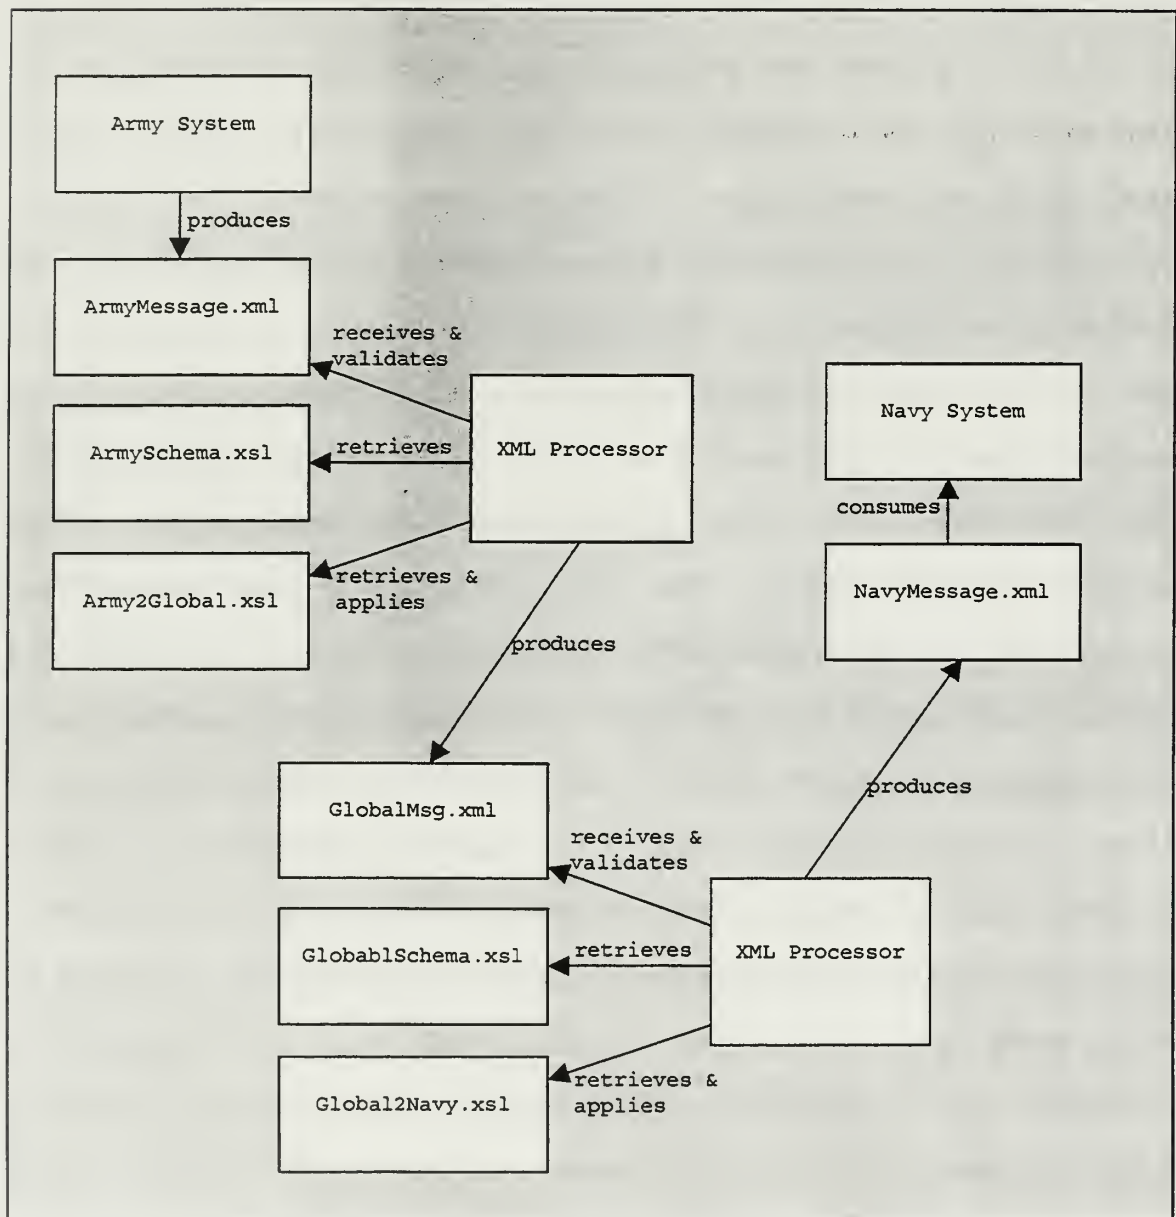 Army System
produces
ArmyMessage.xml
receives &
validates
XML Processor
ArmySchema.xsl
retrieves
Army2Global.xsl
retrieves &
applies
produces
Navy System
consumes
NavyMessage.xml
produces
GlobalMsg.xml
receives &
validates
XML Processor
GlobablSchema.xsl
retrieves
Global2Navy.xsl
retrieves &
applies